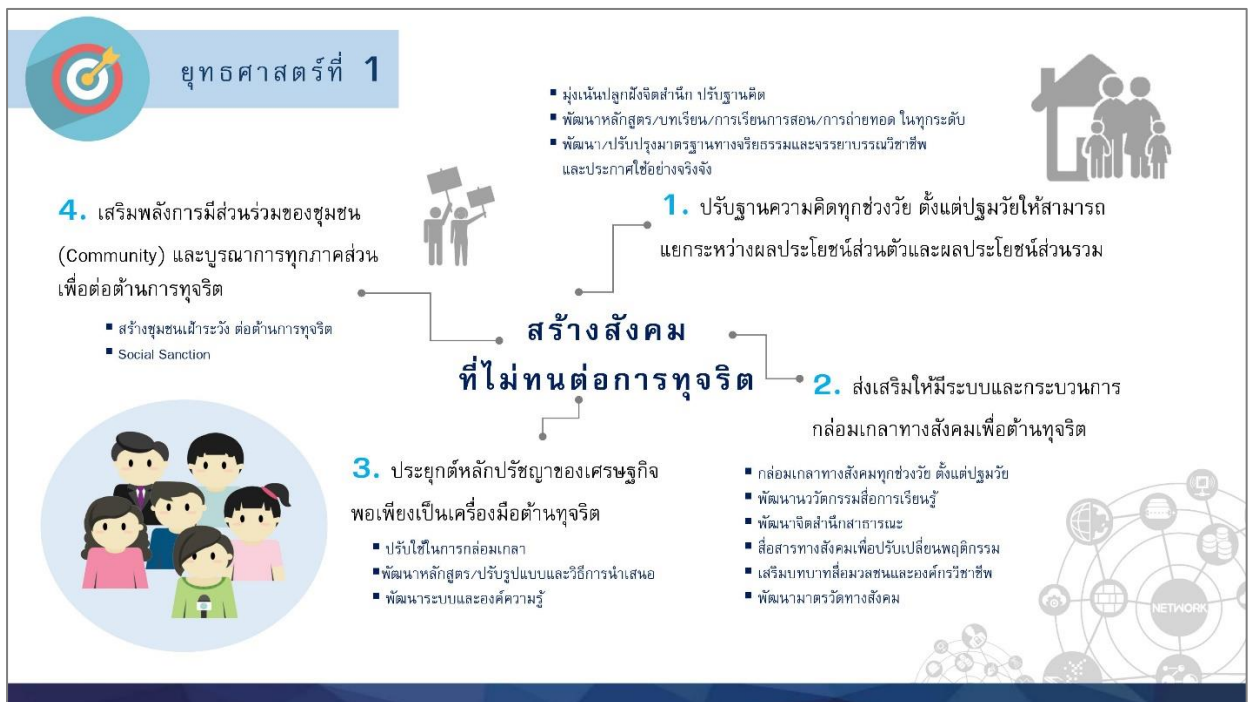 ยุทธศาสตร์ที่ 1
▪ มุ่งเน้นปลูกฝังจิตสำนึก ปรับฐานคิด
▪ พัฒนาหลักสูตร/บทเรียน/การเรียนการสอน/การถ่ายทอด ในทุกระดับ
▪ พัฒนา/ปรับปรุงมาตรฐานทางจริยธรรมและจรรยาบรรณวิชาชีพ
และประกาศใช้อย่างจริงจัง
1. ปรับฐานความคิดทุกช่วงวัย ตั้งแต่ปฐมวัยให้สามารถ
แยกระหว่างผลประโยชน์ส่วนตัวและผลประโยชน์ส่วนรวม
4. เสริมพลังการมีส่วนร่วมของชุมชน
(Community) และบูรณาการทุกภาคส่วน
เพื่อต่อต้านการทุจริต
▪ สร้างชุมชนเฝ้าระวัง ต่อต้านการทุจริต
▪ Social Sanction
สร้างสังคม
ที่ไม่ทนต่อการทุจริต
2. ส่งเสริมให้มีระบบและกระบวนการ
กล่อมเกลาทางสังคมเพื่อต้านทุจริต
▪ กล่อมเกลาทางสังคมทุกช่วงวัย ตั้งแต่ปฐมวัย
▪ พัฒนานวัตกรรมสื่อการเรียนรู้
▪ พัฒนาจิตสำนึกสาธารณะ
▪ สื่อสารทางสังคมเพื่อปรับเปลี่ยนพฤติกรรม
▪ เสริมบทบาทสื่อมวลชนและองค์กรวิชาชีพ
▪ พัฒนามาตรวัดทางสังคม
3. ประยุกต์หลักปรัชญาของเศรษฐกิจ
พอเพียงเป็นเครื่องมือต้านทุจริต
▪ ปรับใช้ในการกล่อมเกลา
▪พัฒนาหลักสูตร/ปรับรูปแบบและวิธีการนำเสนอ
▪ พัฒนาระบบและองค์ความรู้
NETWORK